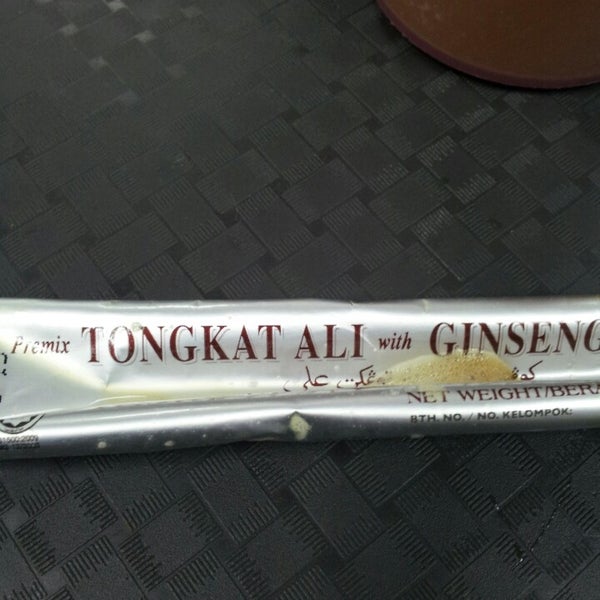 Premix TONGKAT ALI with GINSENG
NET WEIGHT/BERA
BTH. NO./NO. KELOMPOK: